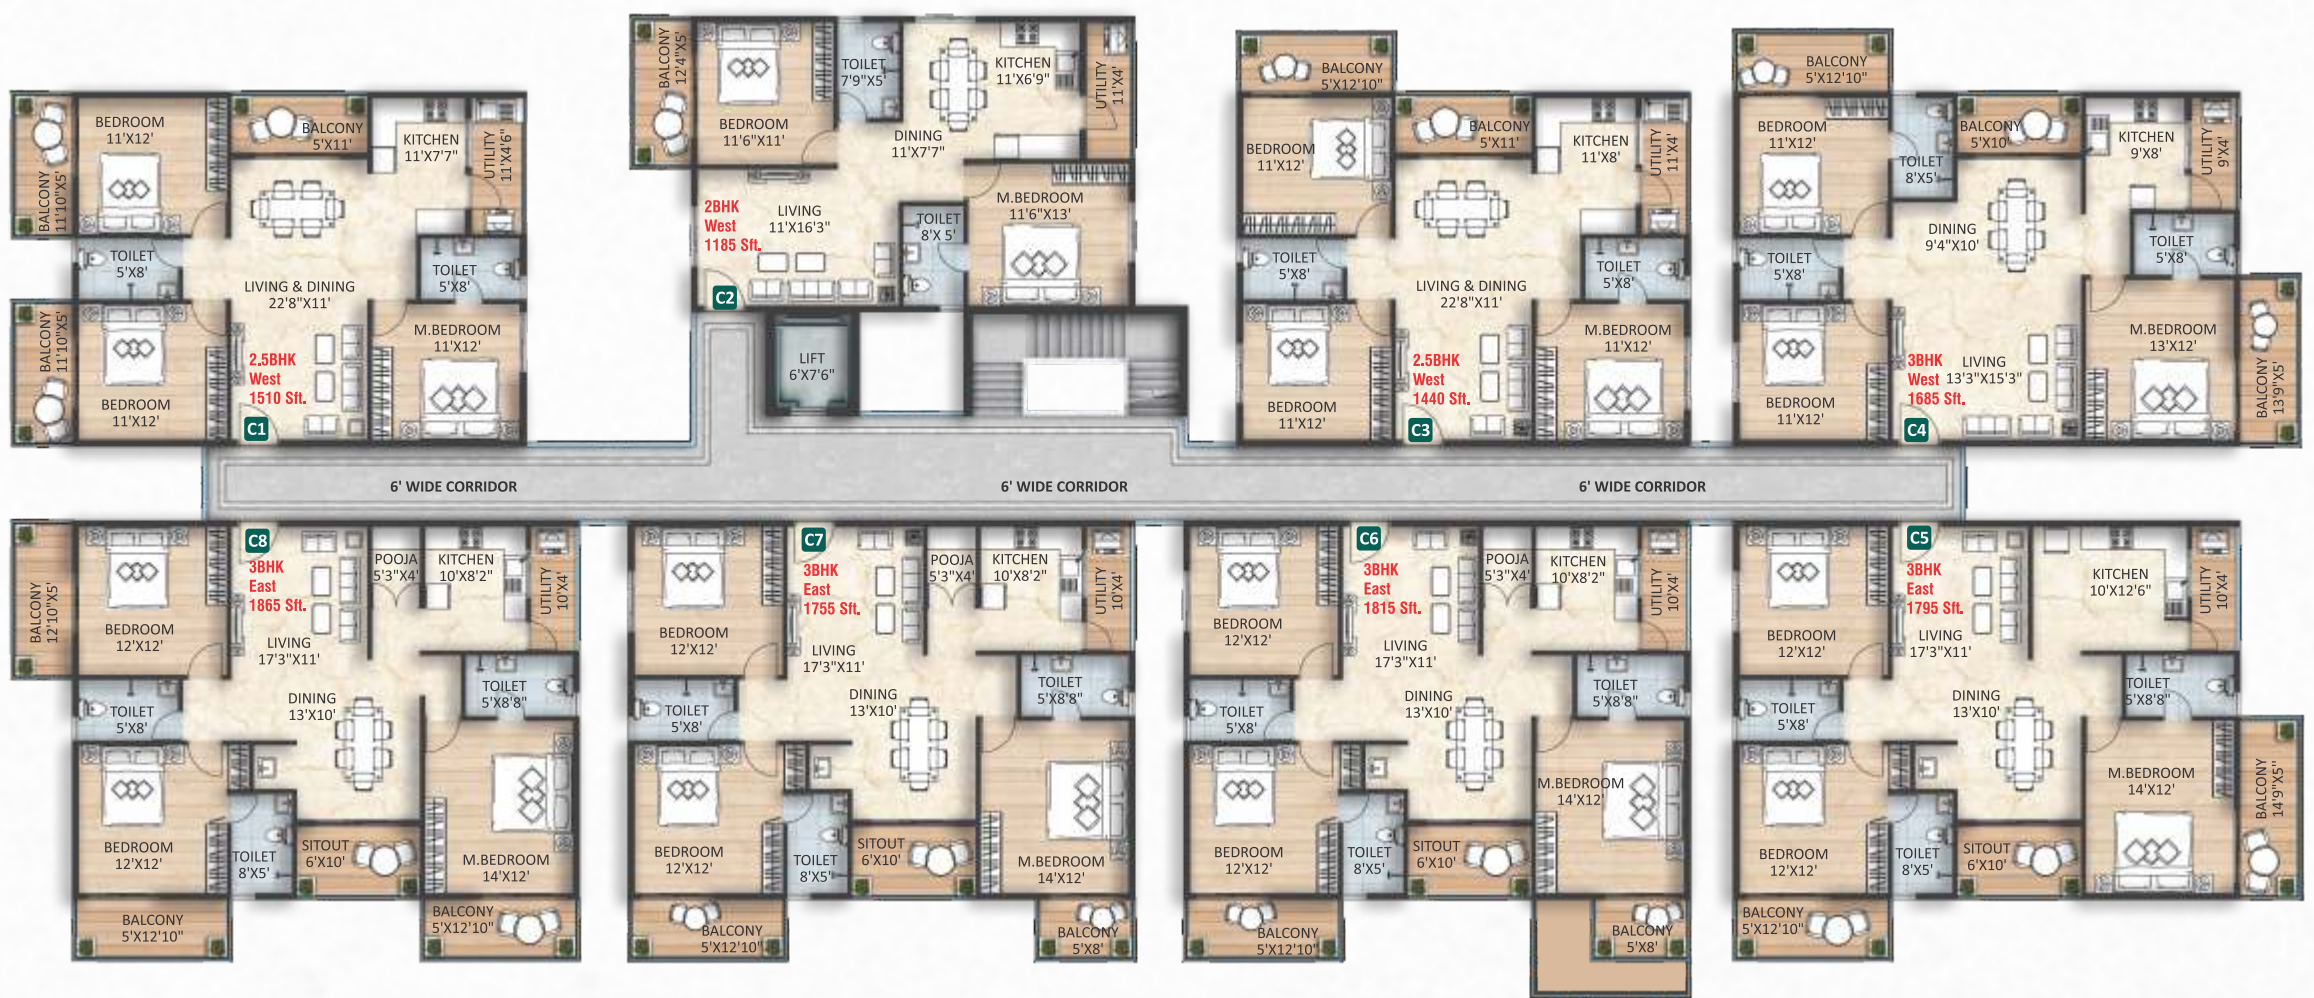 BALCONY
11'10"X5'
BEDROOM
11'X12'
BALCONY
5'X11'
KITCHEN
11'X7'7"
UTILITY
11'X4'6"
TOILET
5'X8'
TOILET
5'X8'
LIVING & DINING
22'8"X11'
BALCONY
11'10"X5'
BEDROOM
11'X12'
M.BEDROOM
11'X12'
2.5BHK
West
1510 Sft.
C1
BALCONY
12'4"X5'
BEDROOM
11'6"X11'
TOILET
7'9"X5'
DINING
11'X7'7"
KITCHEN
11'X6'9"
UTILITY
11'X4'
2BHK
West
1185 Sft.
LIVING
11'X16'3"
TOILET
8'X 5'
M.BEDROOM
11'6"X13'
C2
LIFT
6'X7'6"
BALCONY
5'X12'10"
BEDROOM
11'X12'
BALCONY
5'X11'
KITCHEN
11'X8'
UTILITY
11'X4'
TOILET
5'X8'
TOILET
5'X8'
LIVING & DINING
22'8"X11'
BEDROOM
11'X12'
M.BEDROOM
11'X12'
2.5BHK
West
1440 Sft.
C3
BALCONY
5'X12'10"
BEDROOM
11'X12'
TOILET
8'X5'
BALCONY
5'X10'
KITCHEN
9'X8'
UTILITY
9'X4'
DINING
9'4"X10'
TOILET
5'X8'
TOILET
5'X8'
BEDROOM
11'X12'
3BHK
West
1685 Sft.
LIVING
13'3"X15'3"
M.BEDROOM
13'X12'
BALCONY
13'9"X5'
C4
6' WIDE CORRIDOR
6' WIDE CORRIDOR
6' WIDE CORRIDOR
C8
3BHK
East
1865 Sft.
BALCONY
12'10"X5'
BEDROOM
12'X12'
LIVING
17'3"X11'
POOJA
5'3"X4'
KITCHEN
10'X8'2"
UTILITY
10'X4'
TOILET
5'X8'
DINING
13'X10'
TOILET
5'X8'8"
BEDROOM
12'X12'
TOILET
8'X5'
SITOUT
6'X10'
M.BEDROOM
14'X12'
BALCONY
5'X12'10"
BALCONY
5'X12'10"
C7
3BHK
East
1755 Sft.
BEDROOM
12'X12'
LIVING
17'3"X11'
POOJA
5'3"X4'
KITCHEN
10'X8'2"
UTILITY
10'X4'
TOILET
5'X8'
DINING
13'X10'
TOILET
5'X8'8"
BEDROOM
12'X12'
TOILET
8'X5'
SITOUT
6'X10'
M.BEDROOM
14'X12'
BALCONY
5'X12'10"
BALCONY
5'X8'
C6
3BHK
East
1815 Sft.
BEDROOM
12'X12'
LIVING
17'3"X11'
POOJA
5'3"X4'
KITCHEN
10'X8'2"
UTILITY
10'X4'
TOILET
5'X8'
DINING
13'X10'
TOILET
5'X8'8"
BEDROOM
12'X12'
TOILET
8'X5'
SITOUT
6'X10'
M.BEDROOM
14'X12'
BALCONY
5'X12'10"
BALCONY
5'X8'
C5
3BHK
East
1795 Sft.
BEDROOM
12'X12'
LIVING
17'3"X11'
KITCHEN
10'X12'6"
UTILITY
10'X4'
TOILET
5'X8'
DINING
13'X10'
TOILET
5'X8'8"
BEDROOM
12'X12'
TOILET
8'X5'
SITOUT
6'X10'
M.BEDROOM
14'X12'
BALCONY
14'9"X5"
BALCONY
5'X12'10"